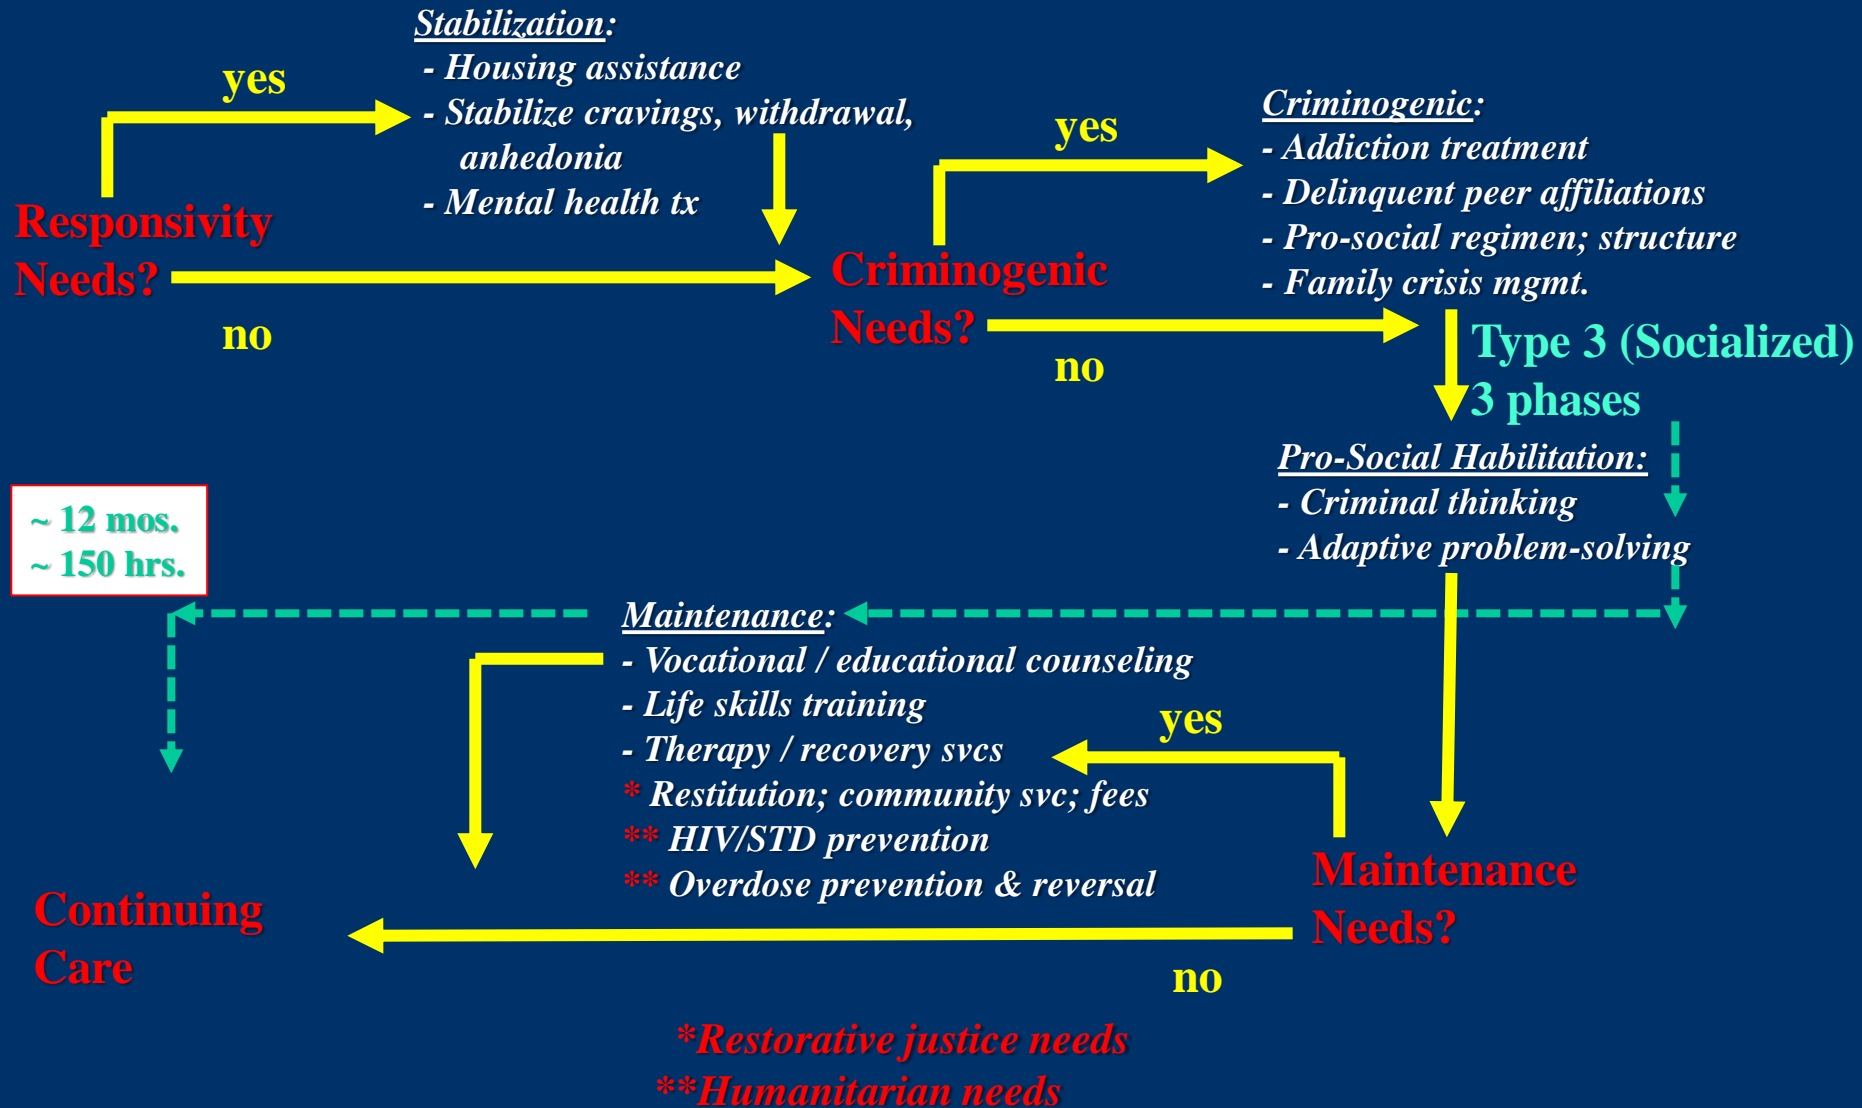 Stabilization:
- Housing assistance
- Stabilize cravings, withdrawal,
anhedonia
- Mental health tx
yes
Responsivity
Needs?
no
Criminogenic
Needs?
yes
no
Criminogenic:
- Addiction treatment
- Delinquent peer affiliations
- Pro-social regimen; structure
- Family crisis mgmt.
Type 3 (Socialized)
3 phases
Pro-Social Habilitation:
- Criminal thinking
- Adaptive problem-solving
~ 12 mos.
~ 150 hrs.
Maintenance:
- Vocational / educational counseling
- Life skills training
- Therapy / recovery svcs
* Restitution; community svc; fees
** HIV/STD prevention
** Overdose prevention & reversal
yes
Maintenance
Needs?
no
Continuing
Care
*Restorative justice needs
**Humanitarian needs